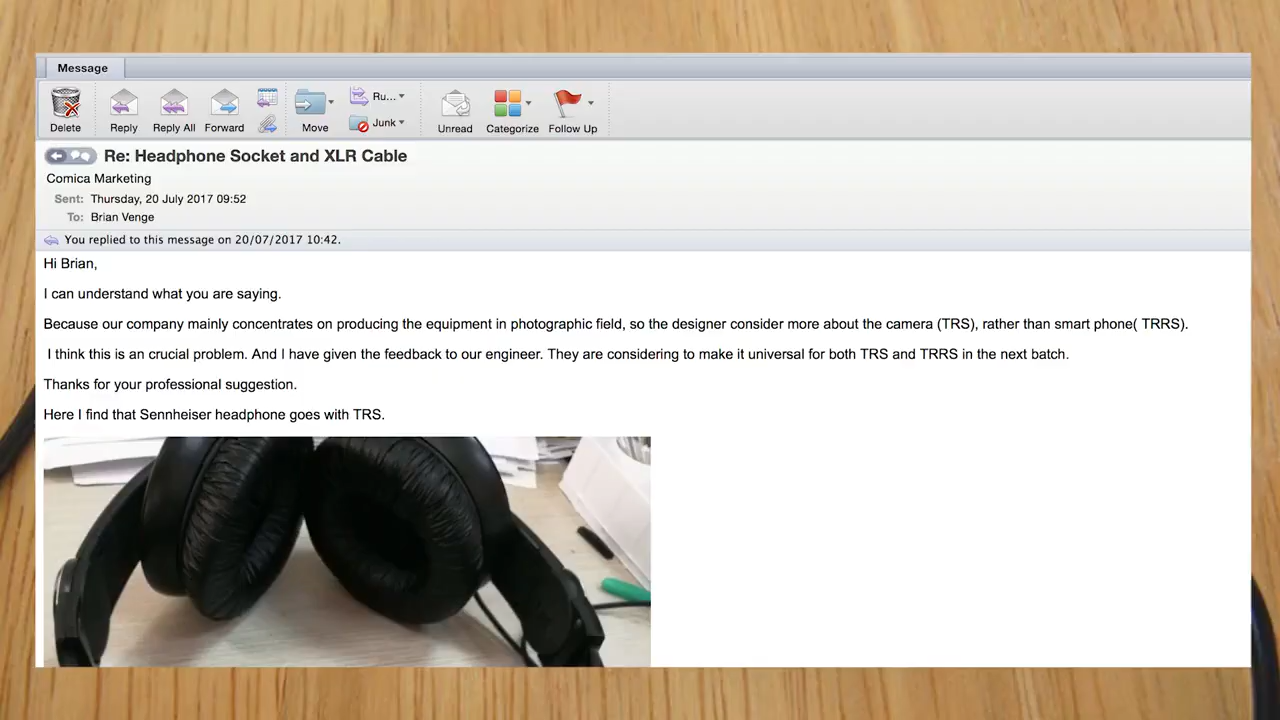 Message
Delete
Reply
Reply All
Forward
Move
Ru...
Junk
Unread
Categorize
Follow Up
Re: Headphone Socket and XLR Cable
Comica Marketing
Sent: Thursday, 20 July 2017 09:52
To: Brian Venge
You replied to this message on 20/07/2017 10:42.
Hi Brian,
I can understand what you are saying.
Because our company mainly concentrates on producing the equipment in photographic field, so the designer consider more about the camera (TRS), rather than smart phone( TRRS).
I think this is an crucial problem. And I have given the feedback to our engineer. They are considering to make it universal for both TRS and TRRS in the next batch.
Thanks for your professional suggestion.
Here I find that Sennheiser headphone goes with TRS.